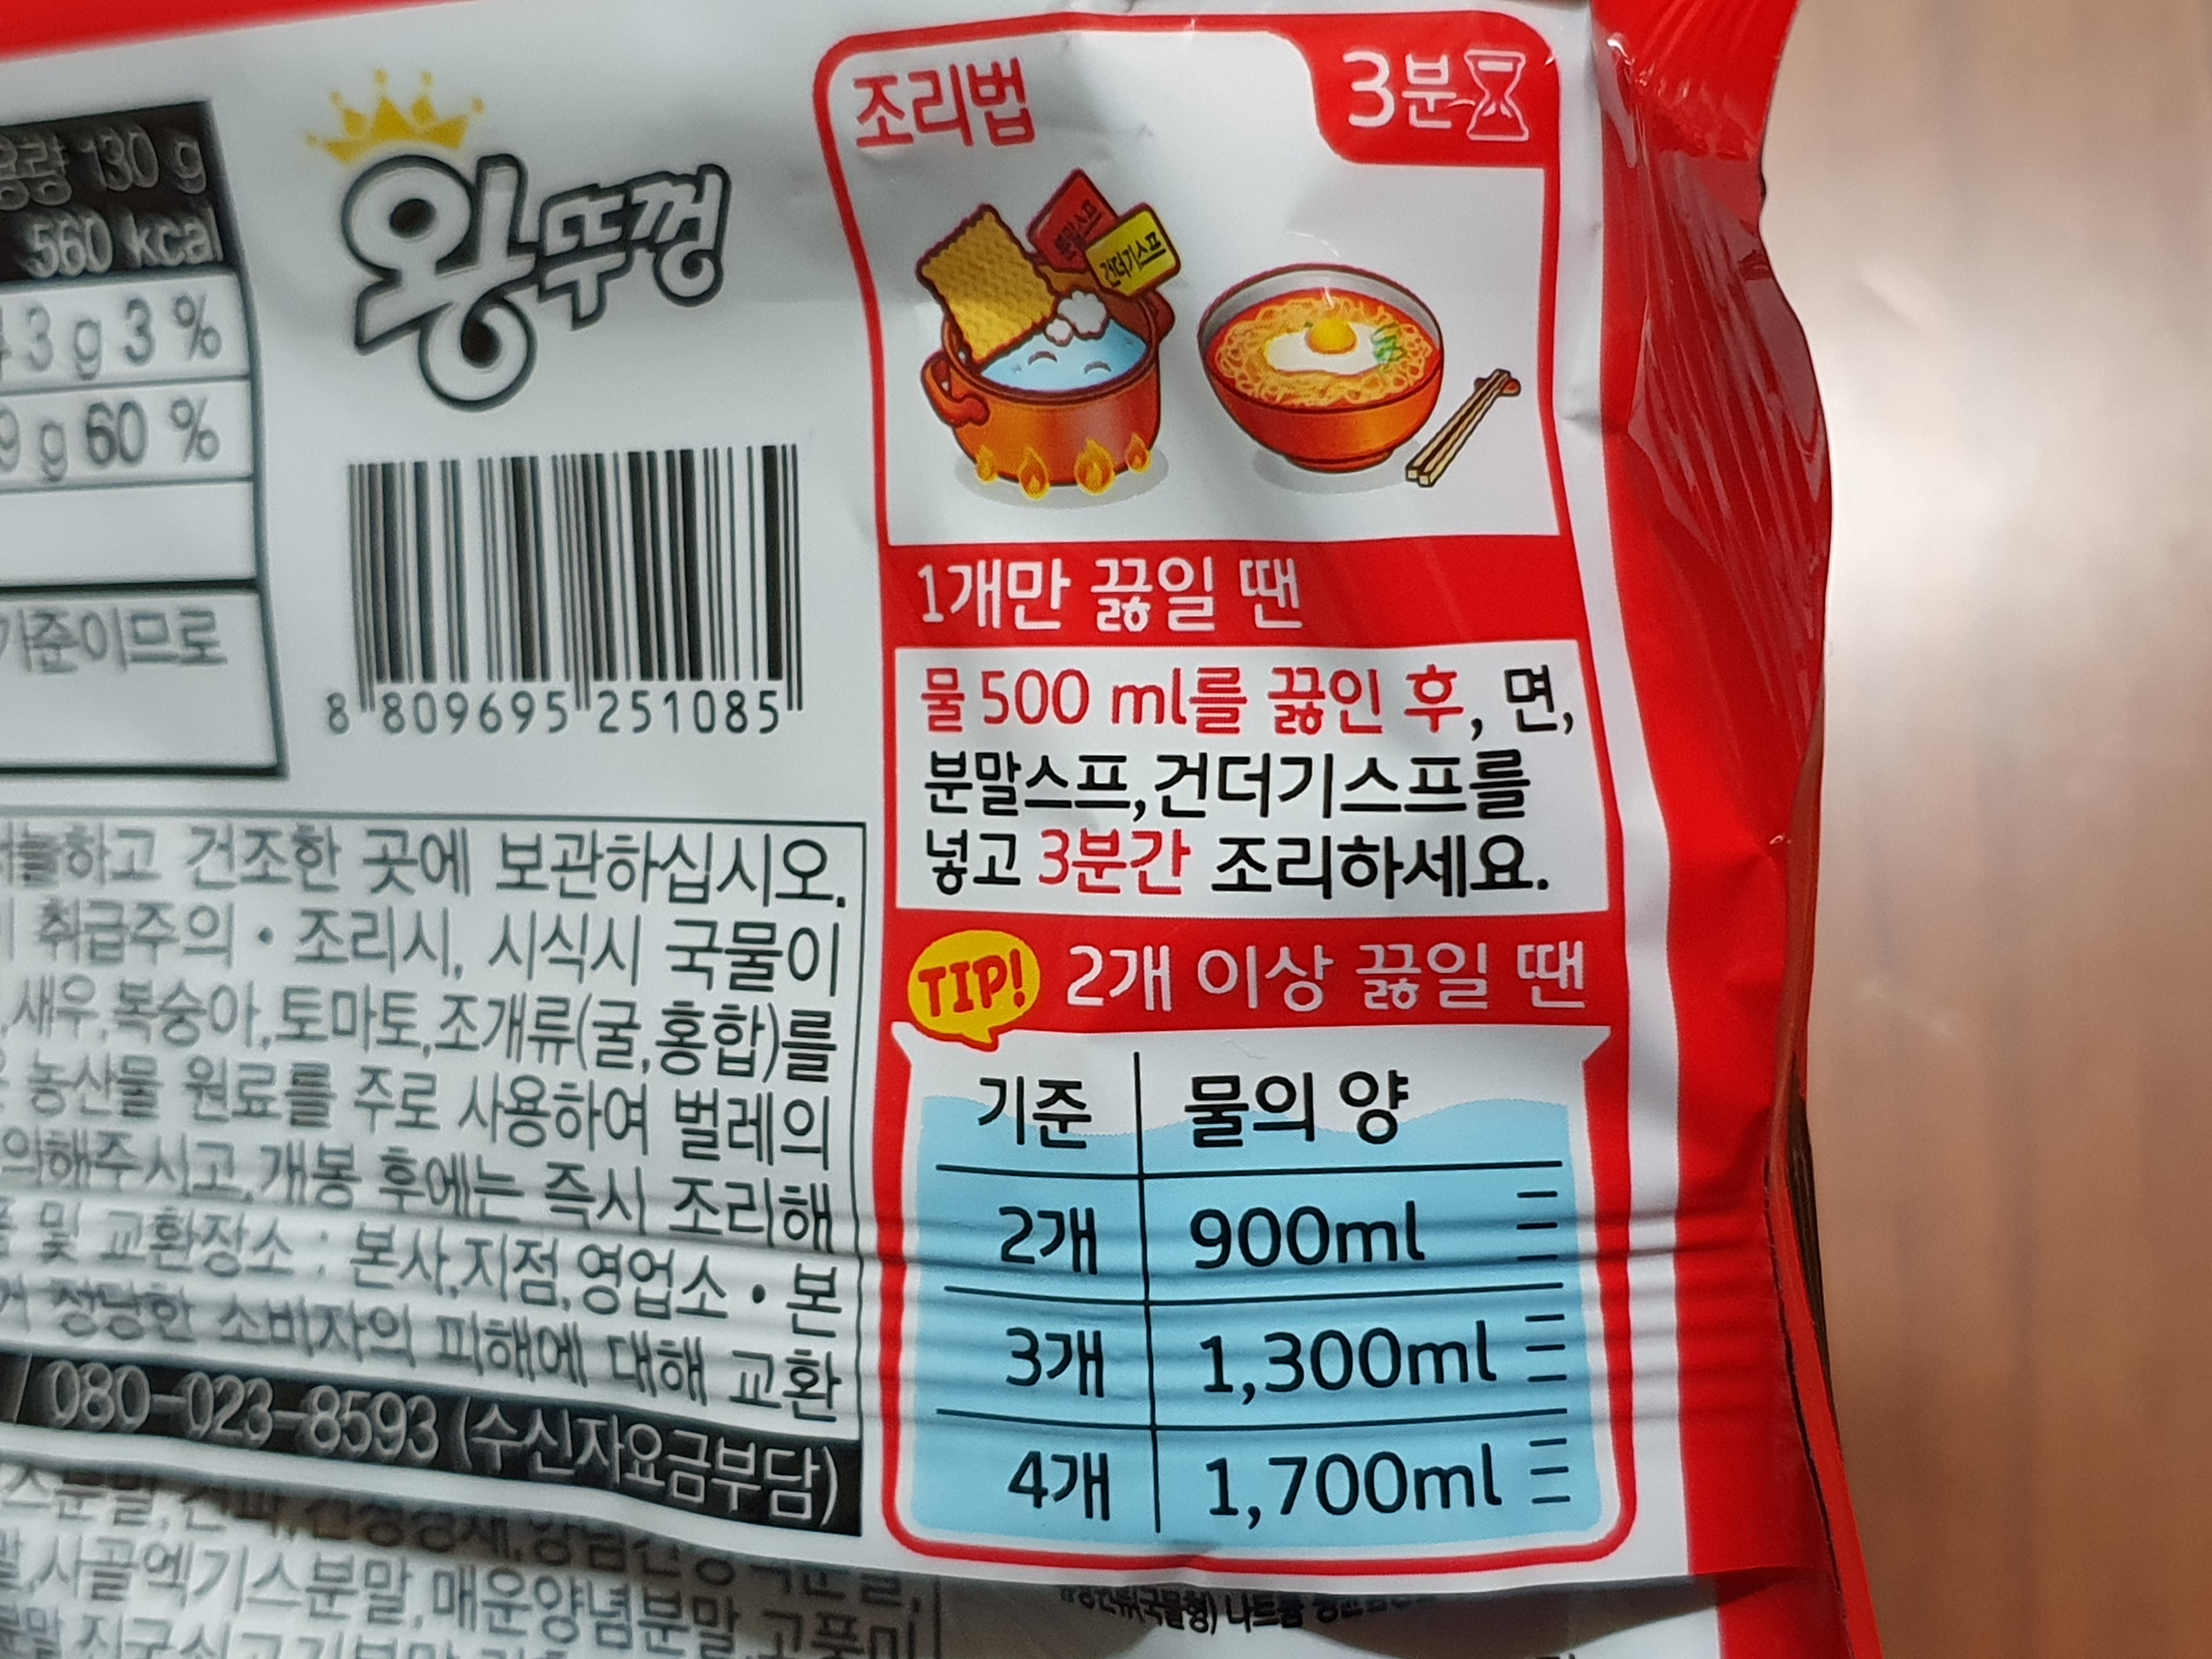 130 g
560 kcal
3 g 3 %
9 g 60 %
기준이므로
왕뚜껑
8 809695 251085
건조한 곳에 보관하십시오.
취급주의 • 조리시, 시식시 국물이
새우,복숭아,토마토,조개류(굴,홍합)를
농산물 원료를 주로 사용하여 벌레의
의해주시고,개봉 후에는 즉시 조리해
및 교환장소 : 본사,지점,영업소 • 본
정당한 소비자의 피해에 대해 교환
/ 080-023-8593 (수신자요금부담)
사골엑기스분말,매운양념분말
조리법
3분
분말스프
건더기스프
1개만 끓일 땐
물 500 ml를 끓인 후, 면,
분말스프,건더기스프를
넣고 3분간 조리하세요.
TIP! 2개 이상 끓일 땐
기준 물의 양
2개 900ml
3개 1,300ml
4개 1,700ml
(국물형) 나트륨